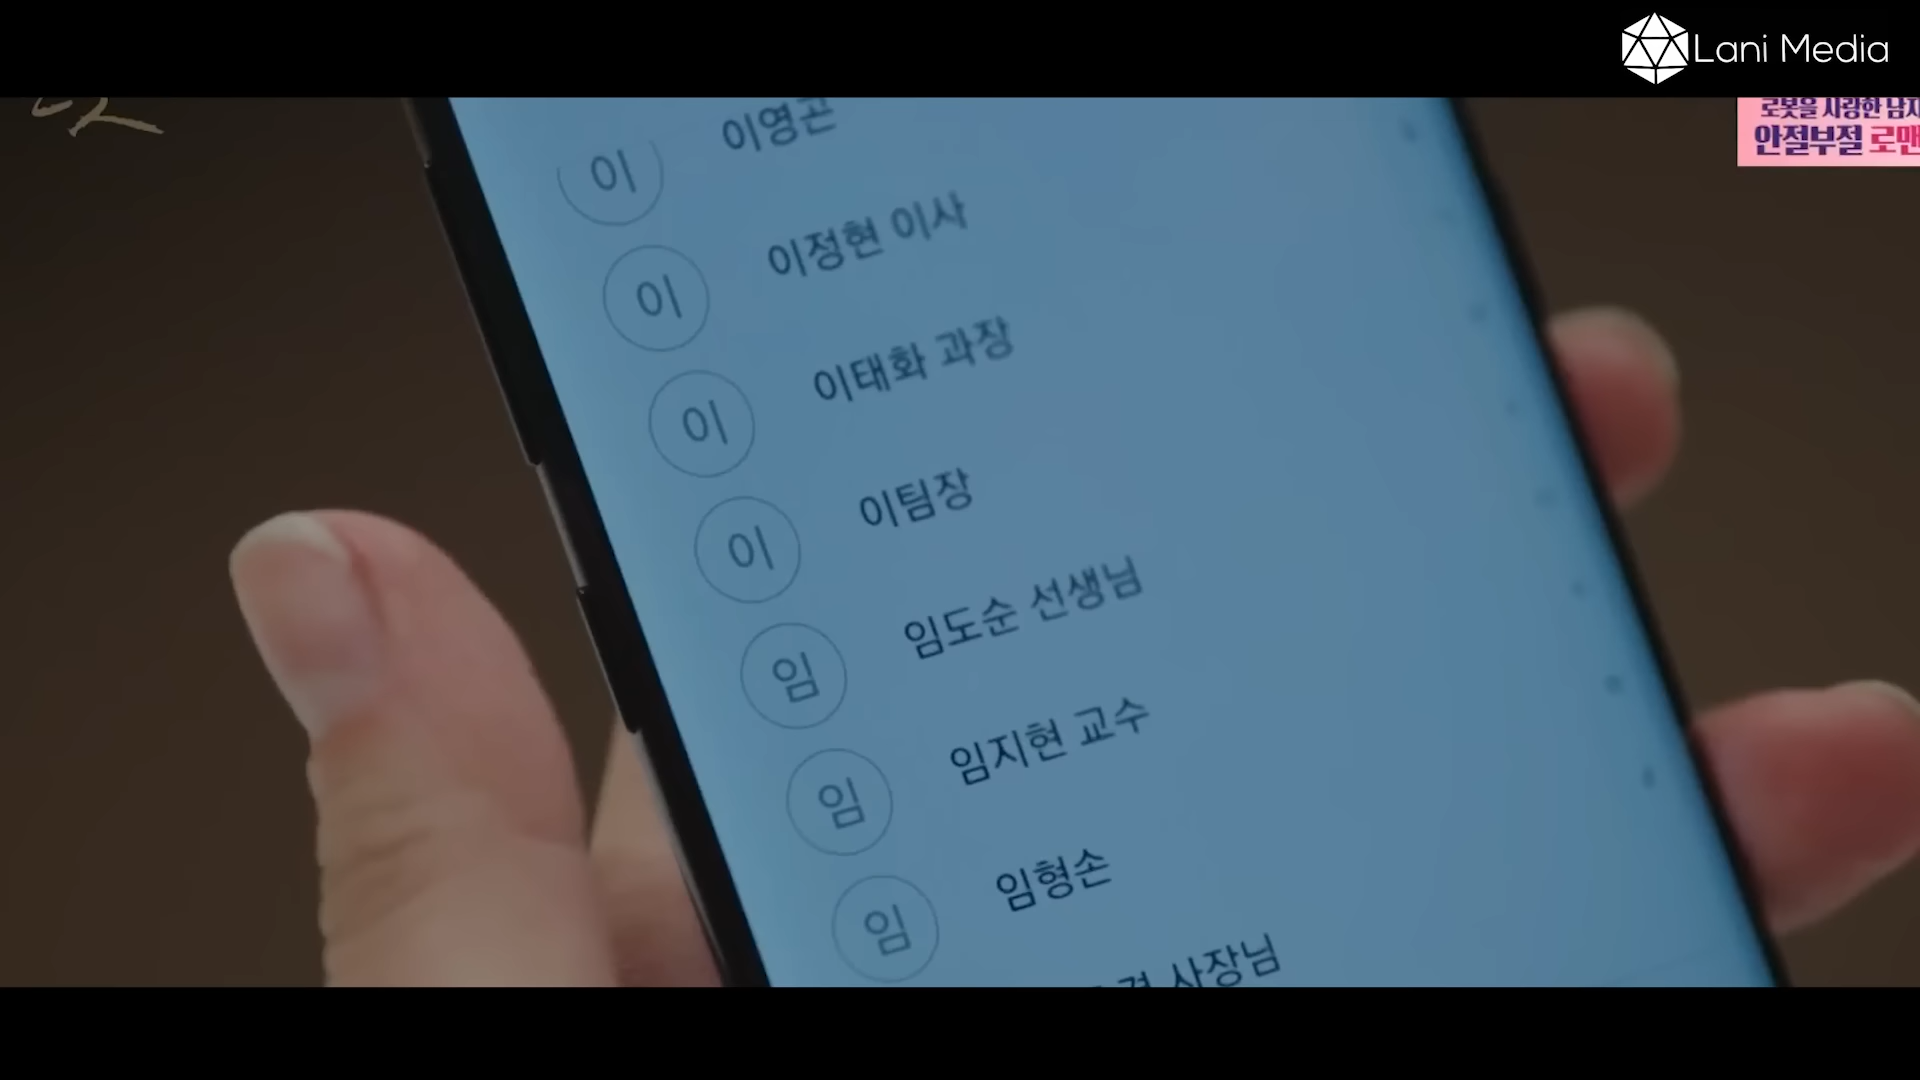 Lani Media
로봇을 사랑한 남자
안절부절 로맨
이 이영곤
이 이정현 이사
이 이태화 과장
이 이팀장
임 임도순 선생님
임 임지현 교수
임 임형손
사장님